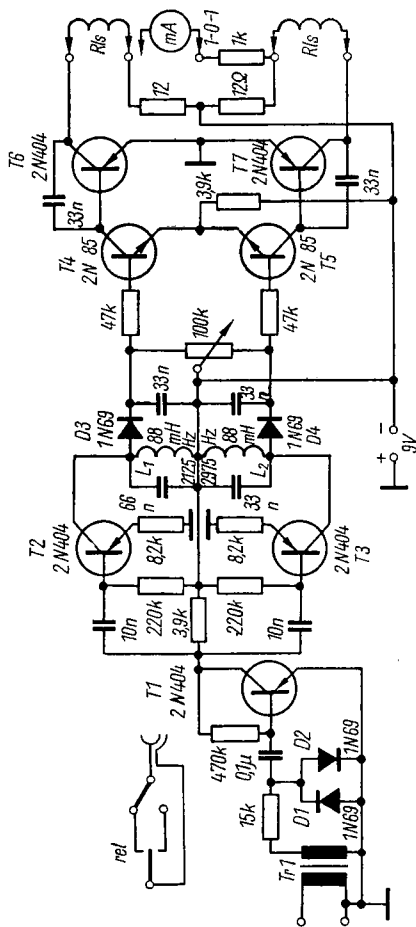 rel
Tr1
15k
D1
1N69
D2
1N69
0,1µ
470k
T1
2N404
10n
220k
3,9k
220k
10n
T2
2N404
8,2k
8,2k
T3
2N404
66
n
33
n
L1
2125
Hz
88
mH
L2
2975
Hz
88
mH
D3
1N69
D4
1N69
33n
33
n
100k
47k
47k
T4
2N 85
2N 85
T5
33n
T6
2N404
3,9k
T7
2N404
33n
Rls
12
12Ω
Rls
mA
1-0-1
1k
+ -
9V